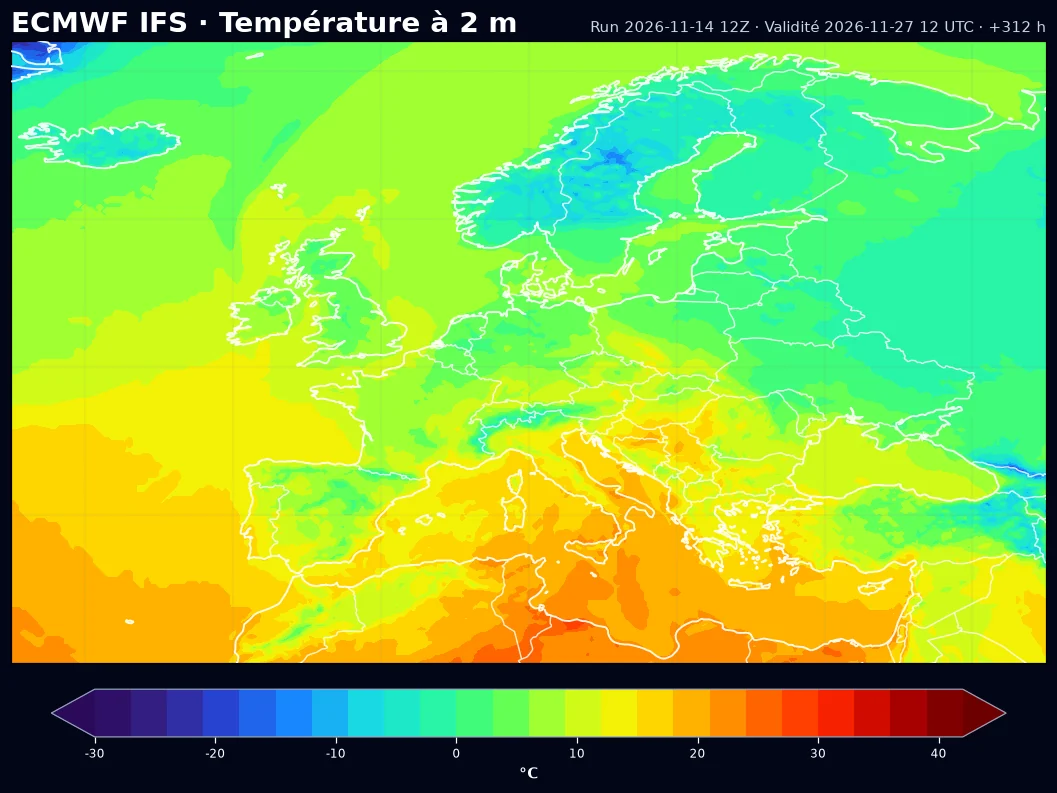 ECMWF IFS · Température à 2 m
Run 2026-11-14 12Z · Validité 2026-11-27 12 UTC · +312 h
-30 -20 -10 0 10 20 30 40
°C